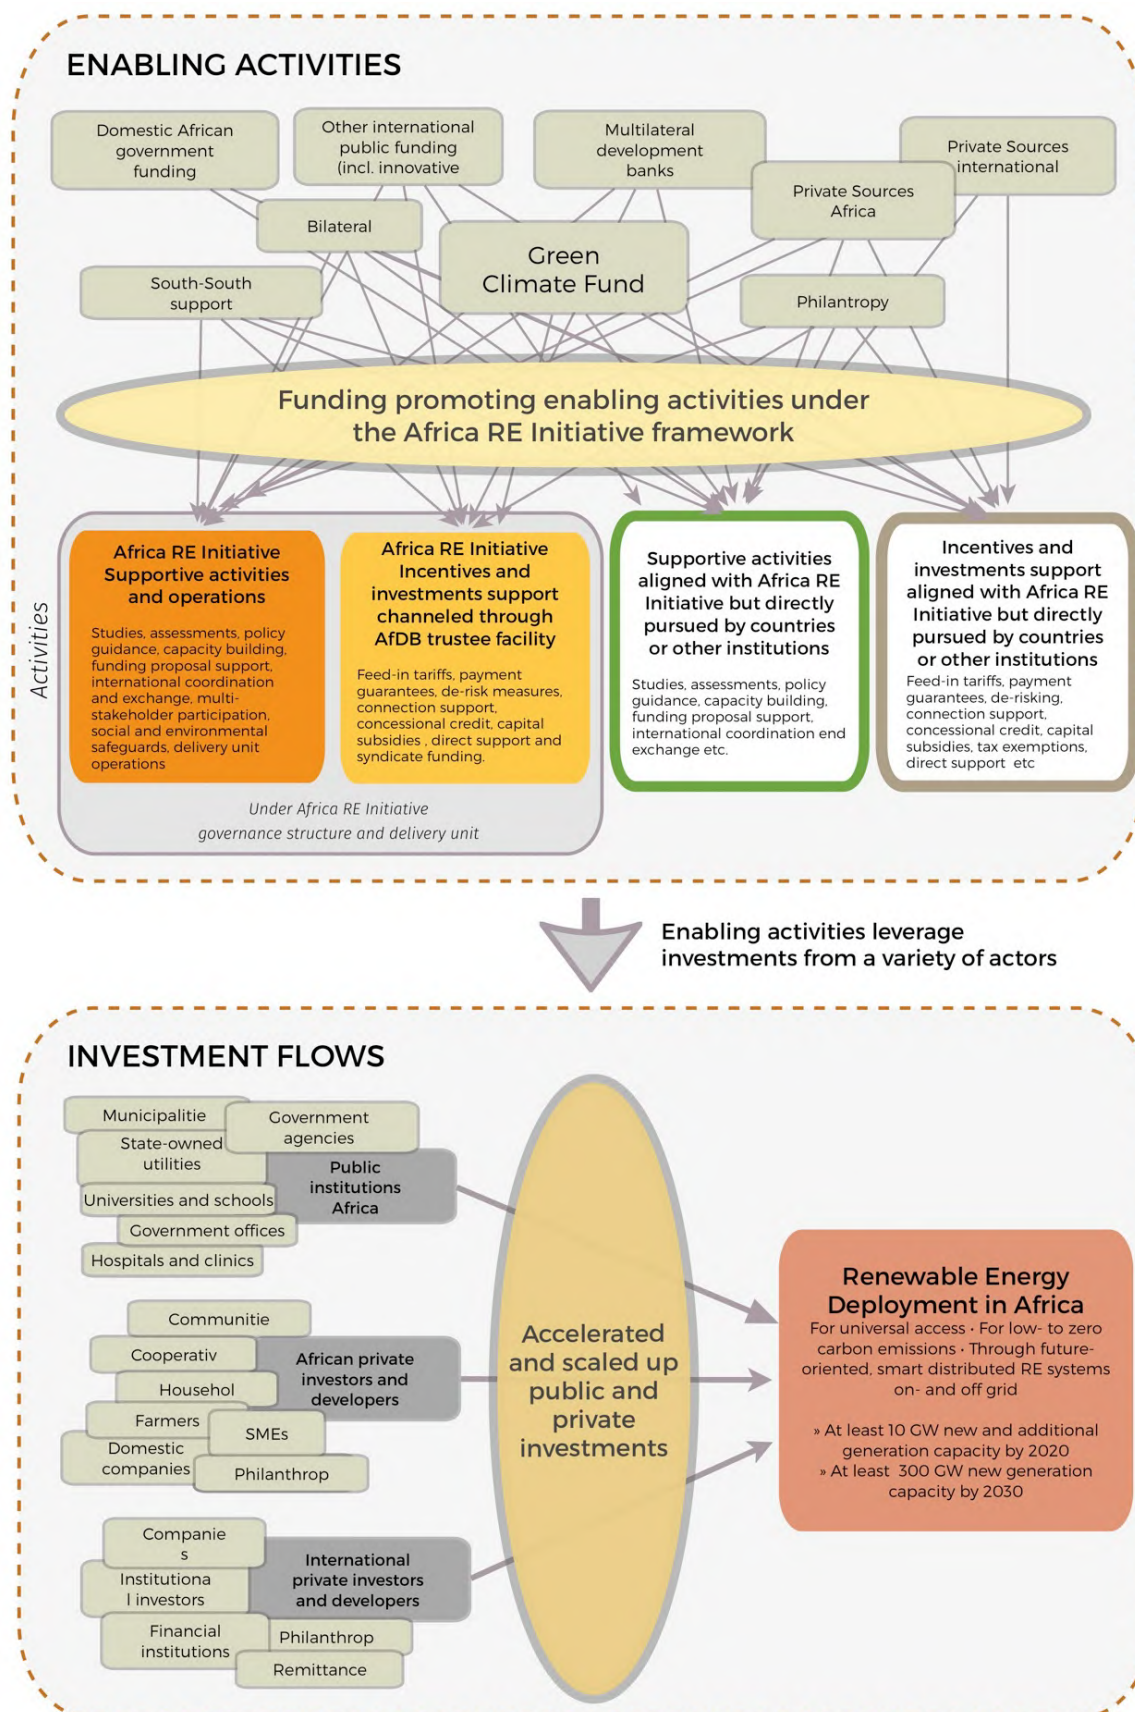 ENABLING ACTIVITIES
Domestic African
government
funding
Other international
public funding
(incl. innovative
Multilateral
development
banks
Private Sources
international
Private Sources
Africa
Bilateral
Green
Climate Fund
South-South
support
Philantropy
Funding promoting enabling activities under
the Africa RE Initiative framework
Activities
Africa RE Initiative
Supportive activities
and operations
Studies, assessments, policy
guidance, capacity building,
funding proposal support,
international coordination
and exchange, multi-
stakeholder participation,
social and environmental
safeguards, delivery unit
operations
Africa RE Initiative
Incentives and
investments support
channeled through
AfDB trustee facility
Feed-in tariffs, payment
guarantees, de-risk measures,
connection support,
concessional credit, capital
subsidies , direct support and
syndicate funding.
Supportive activities
aligned with Africa RE
Initiative but directly
pursued by countries
or other institutions
Studies, assessments, policy
guidance, capacity building,
funding proposal support,
international coordination end
exchange etc.
Incentives and
investments support
aligned with Africa RE
Initiative but directly
pursued by countries
or other institutions
Feed-in tariffs, payment
guarantees, de-risking,
connection support,
concessional credit, capital
subsidies, tax exemptions,
direct support etc
Under Africa RE Initiative
governance structure and delivery unit
Enabling activities leverage
investments from a variety of actors
INVESTMENT FLOWS
Municipalitie
Government
agencies
State-owned
utilities
Public
institutions
Africa
Universities and schools
Government offices
Hospitals and clinics
Communitie
Cooperativ
African private
investors and
developers
Househol
Farmers
SMEs
Domestic
companies
Philanthrop
Companie
s
International
private investors
and developers
Institutiona
l investors
Financial
institutions
Philanthrop
Remittance
Accelerated
and scaled up
public and
private
investments
Renewable Energy
Deployment in Africa
For universal access · For low- to zero
carbon emissions · Through future-
oriented, smart distributed RE systems
on- and off grid
» At least 10 GW new and additional
generation capacity by 2020
» At least 300 GW new generation
capacity by 2030